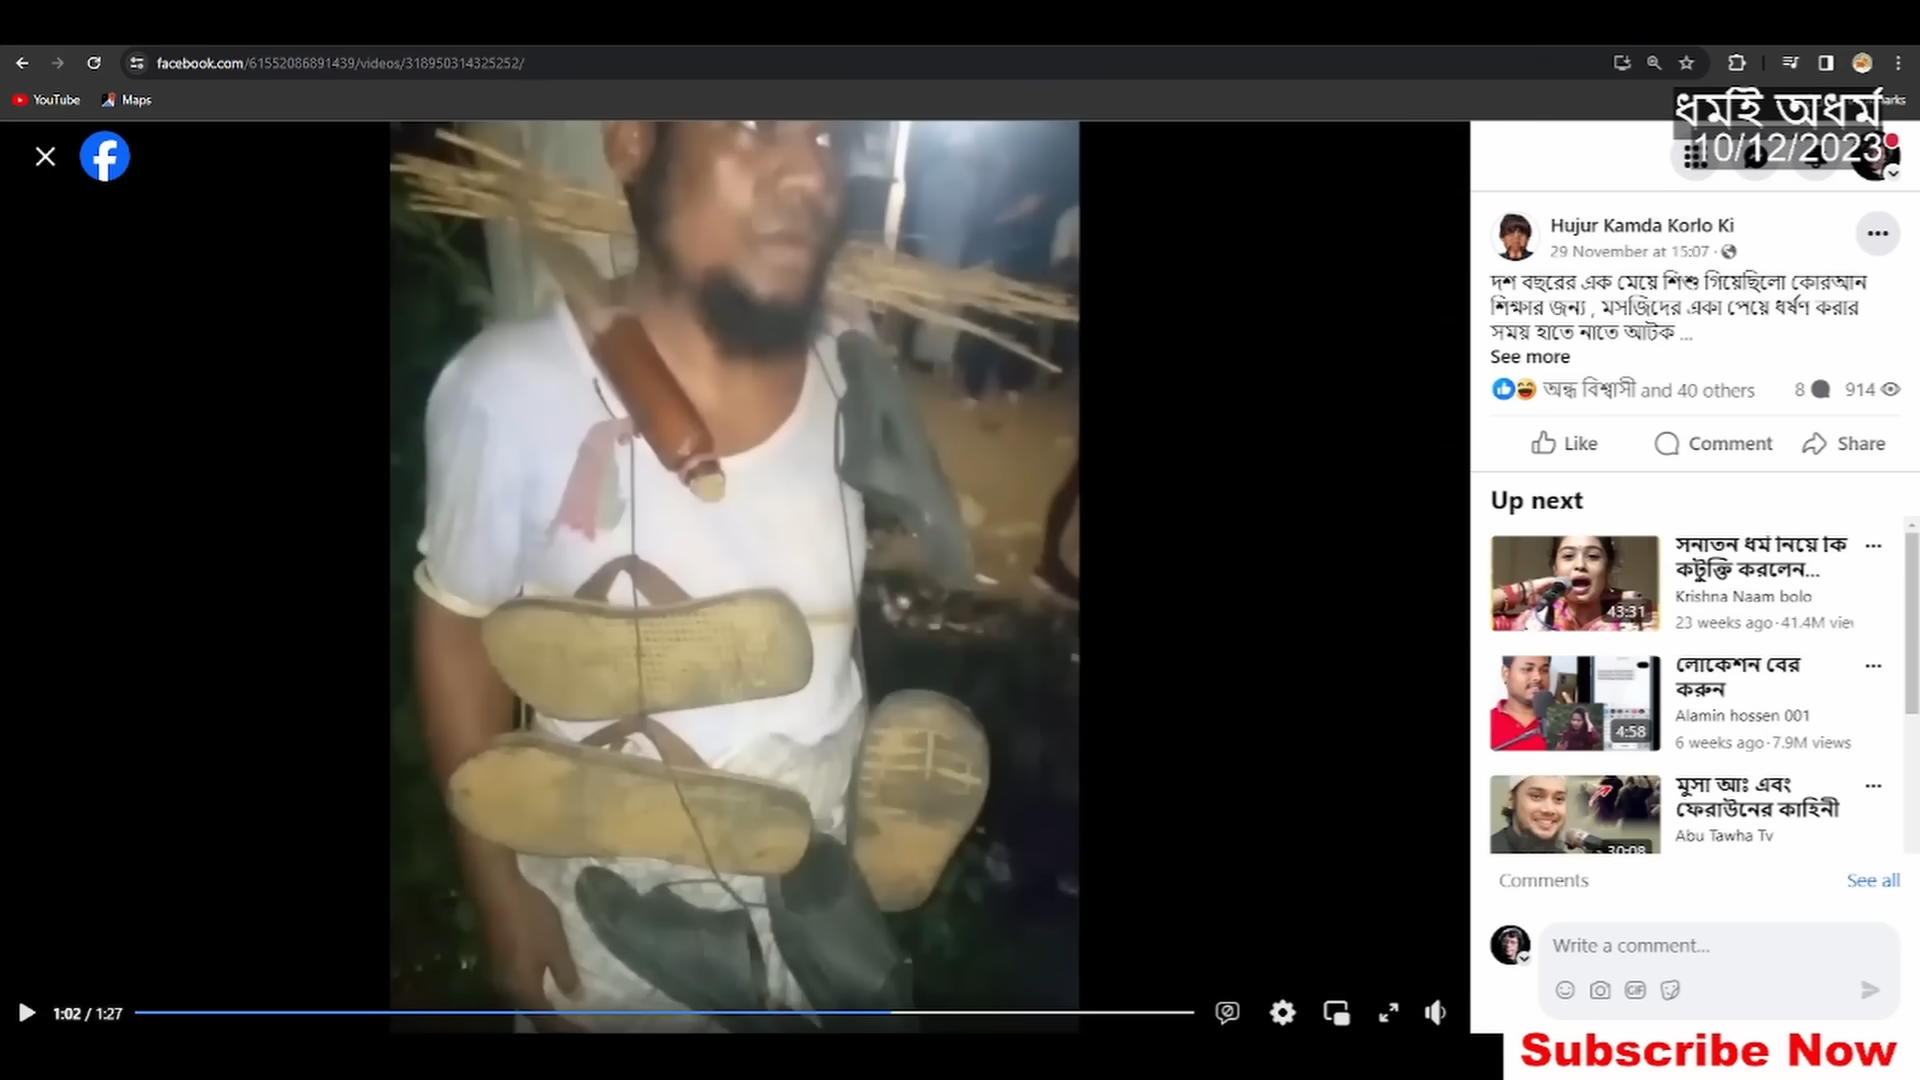 facebook.com/61552086891439/videos/318950314325252/
YouTube
Maps
ধর্মই অধর্ম
10/12/2023
Hujur Kamda Korlo Ki
29 November at 15:07
দশ বছরের এক মেয়ে শিশু গিয়েছিলো কোরআন
শিক্ষার জন্য , মসজিদের একা পেয়ে ধর্ষণ করার
সময় হাতে নাতে আটক ...
See more
অন্ধ বিশ্বাসী and 40 others
8
914
Like
Comment
Share
Up next
সনাতন ধর্ম নিয়ে কি
কটুক্তি করলেন...
Krishna Naam bolo
43:31
23 weeks ago · 41.4M
লোকেশন বের
করুন
Alamin hossen 001
4:58
6 weeks ago · 7.9M views
মুসা আঃ এবং
ফেরাউনের কাহিনী
Abu Tawha Tv
30:08
Comments
See all
Write a comment...
GIF
1:02 / 1:27
Subscribe Now